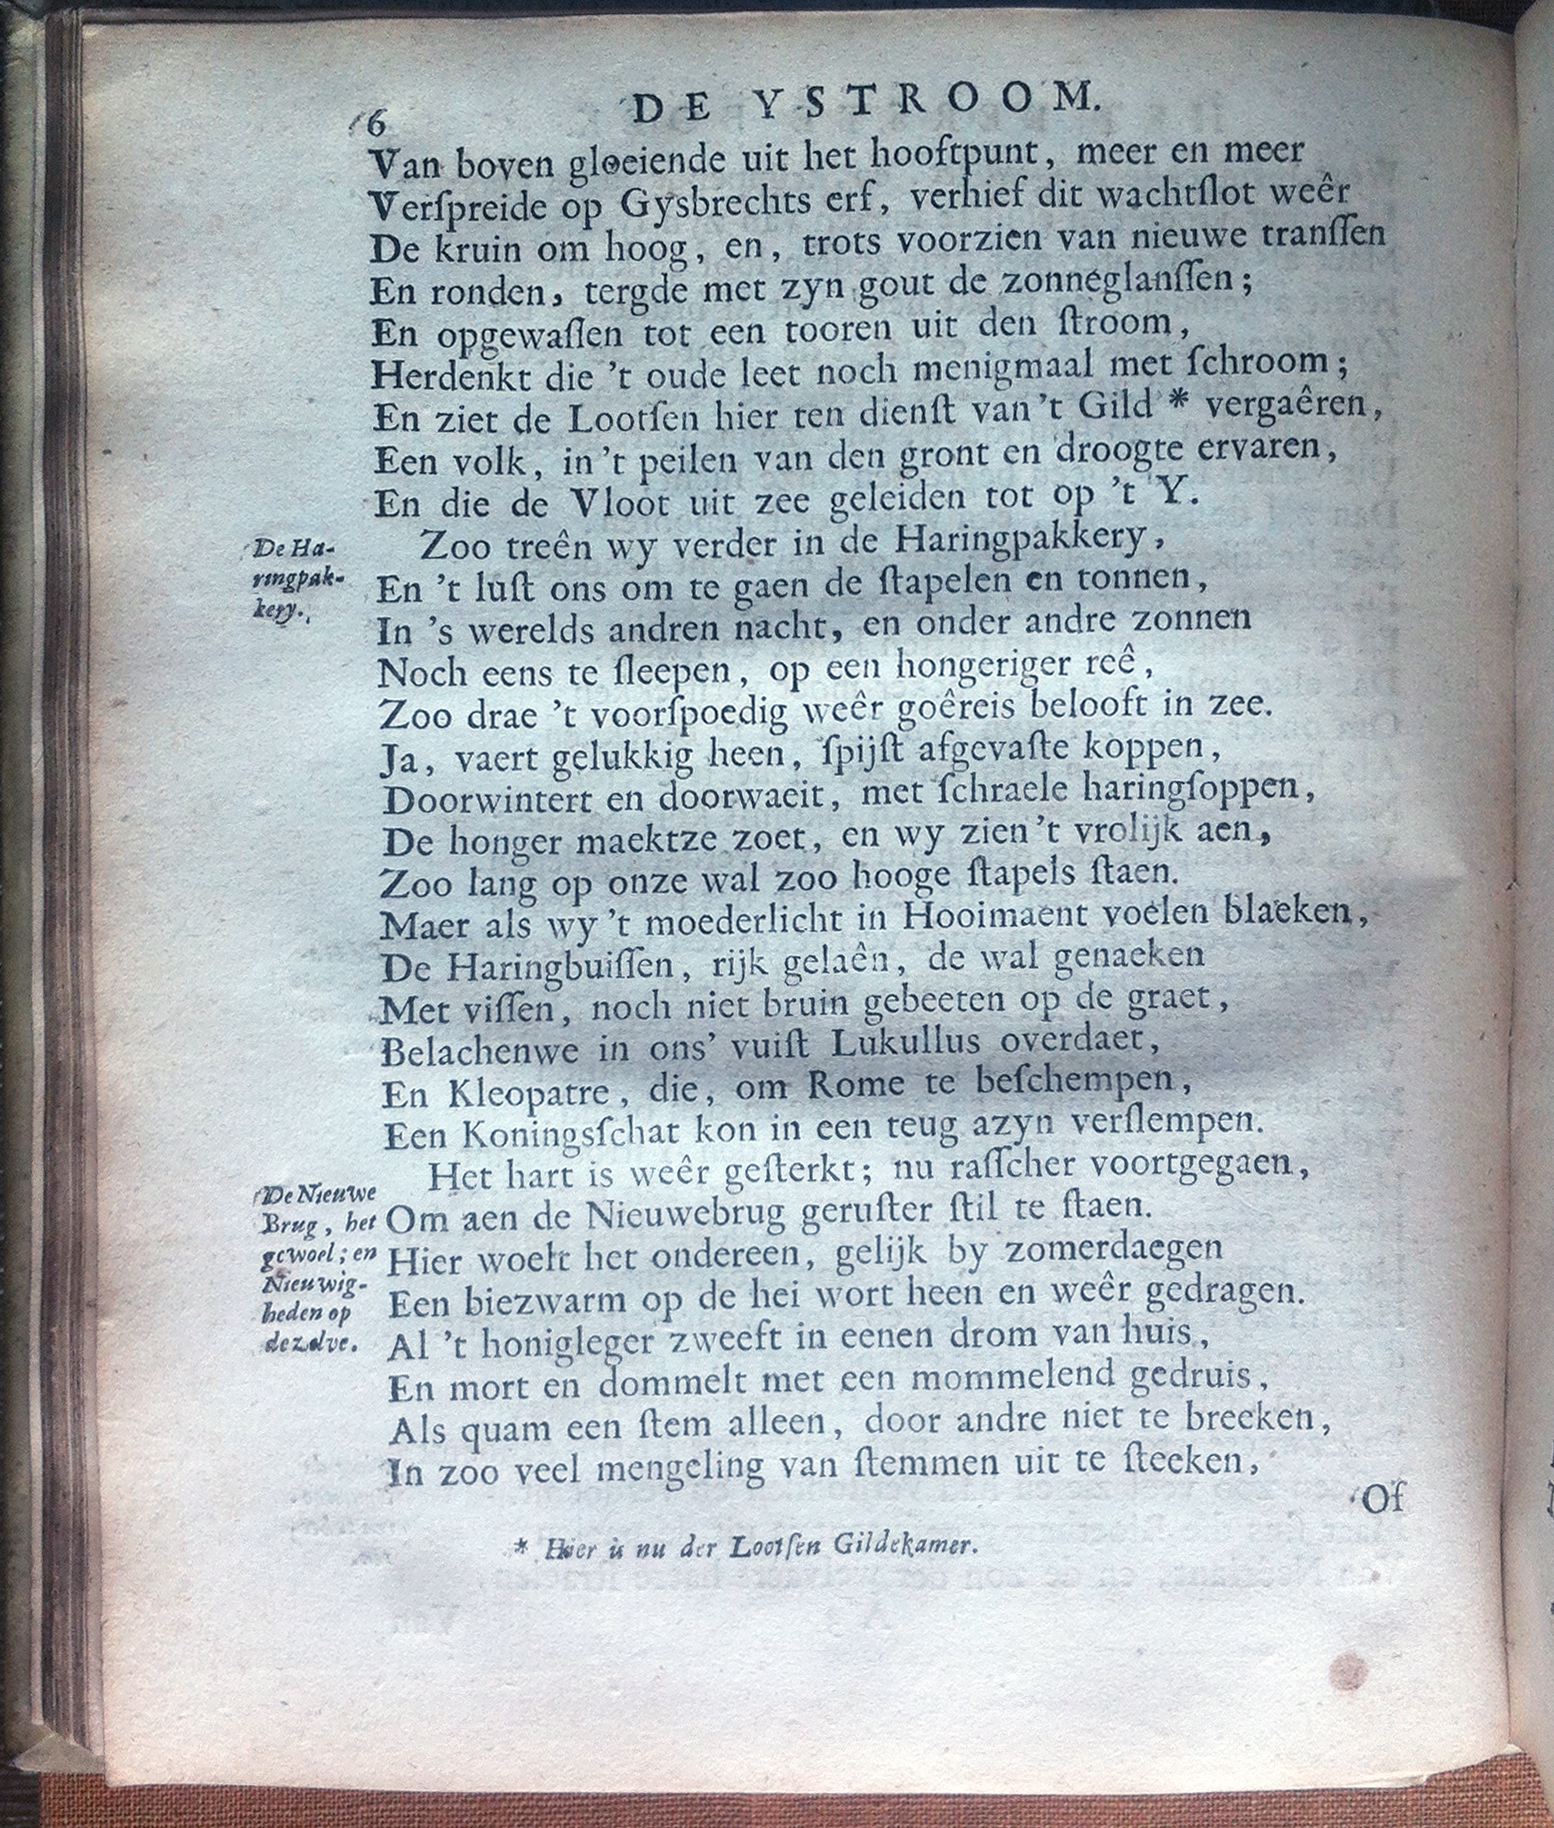 6
DE YSTROOM.
Van boven gloeiende uit het hooftpunt, meer en meer
Verſpreide op Gysbrechts erf, verhief dit wachtſlot weêr
De kruin om hoog, en, trots voorzien van nieuwe tranſſen
En ronden, tergde met zyn gout de zonneglanſſen;
En opgewaſſen tot een tooren uit den ſtroom,
Herdenkt die 't oude leet noch menigmaal met ſchroom;
En ziet de Lootſen hier ten dienſt van 't Gild * vergaêren,
Een volk, in 't peilen van den gront en droogte ervaren,
En die de Vloot uit zee geleiden tot op 't Y.
De Ha-
ringpak-
kery.
Zoo treên wy verder in de Haringpakkery,
En 't luſt ons om te gaen de ſtapelen en tonnen,
In 's werelds andren nacht, en onder andre zonnen
Noch eens te ſleepen, op een hongeriger reê,
Zoo drae 't voorſpoedig weêr goêreis belooft in zee.
Ja, vaert gelukkig heen, ſpijſt afgevaſte koppen,
Doorwintert en doorwaeit, met ſchraele haringſoppen,
De honger maektze zoet, en wy zien 't vrolijk aen,
Zoo lang op onze wal zoo hooge ſtapels ſtaen.
Maer als wy 't moederlicht in Hooimaent voelen blaeken,
De Haringbuiſſen, rijk gelaên, de wal genaeken
Met viſſen, noch niet bruin gebeeten op de graet,
Belachenwe in ons' vuiſt Lukullus overdaet,
En Kleopatre, die, om Rome te beſchempen,
Een Koningsſchat kon in een teug azyn verſlempen.
Het hart is weêr geſterkt; nu raſſcher voortgegaen,
De Nieuwe
Brug, het
gewoel; en
Nieuwig-
heden op
dezelve.
Om aen de Nieuwebrug geruſter ſtil te ſtaen.
Hier woelt het ondereen, gelijk by zomerdaegen
Een biezwarm op de hei wort heen en weêr gedragen.
Al 't honigleger zweeft in eenen drom van huis,
En mort en dommelt met een mommelend gedruis,
Als quam een ſtem alleen, door andre niet te breeken,
In zoo veel mengeling van ſtemmen uit te ſteeken,
Of
* Hier is nu der Lootſen Gildekamer.